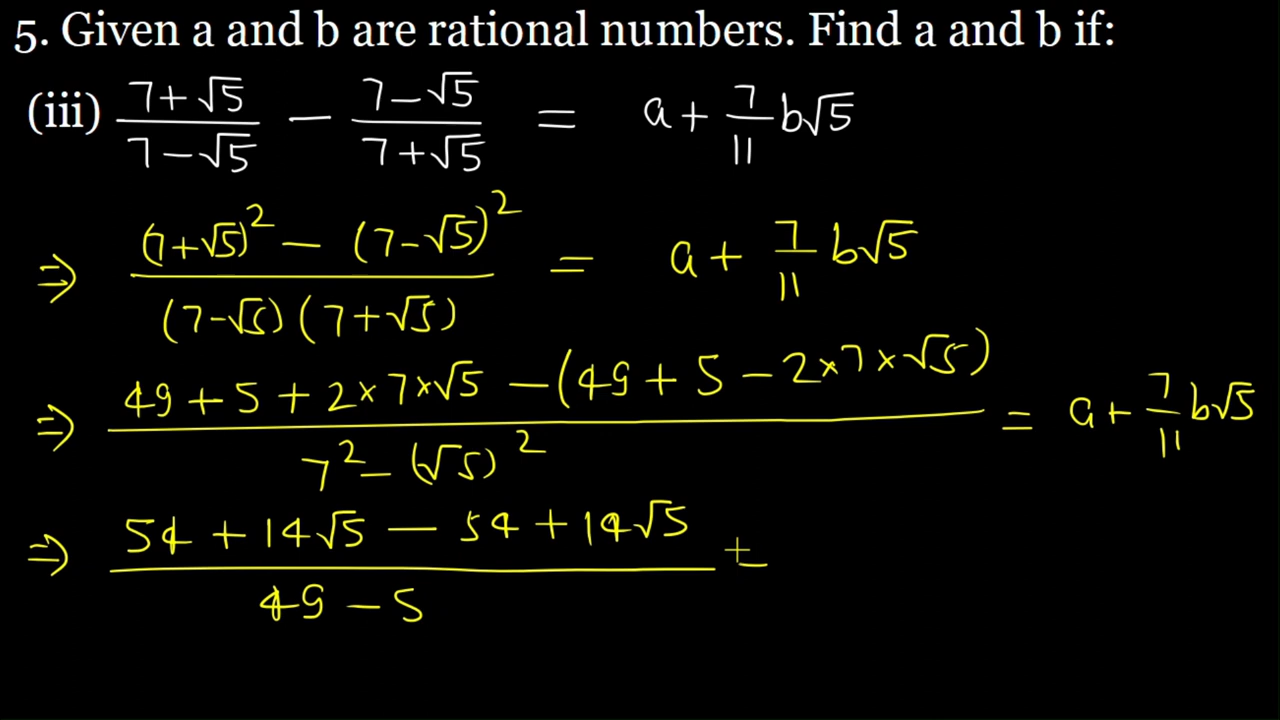 5. Given a and b are rational numbers. Find a and b if:
(iii) (7+√5)/(7−√5) − (7−√5)/(7+√5) = a + 7/11 b√5
⇒ ((7+√5)² − (7−√5)²)/((7−√5)(7+√5)) = a + 7/11 b√5
⇒ (49+5+2×7×√5 −(49+5−2×7×√5))/(7² − (√5)²) = a + 7/11 b√5
⇒ (54 + 14√5 − 54 + 14√5)/(49−5) ±